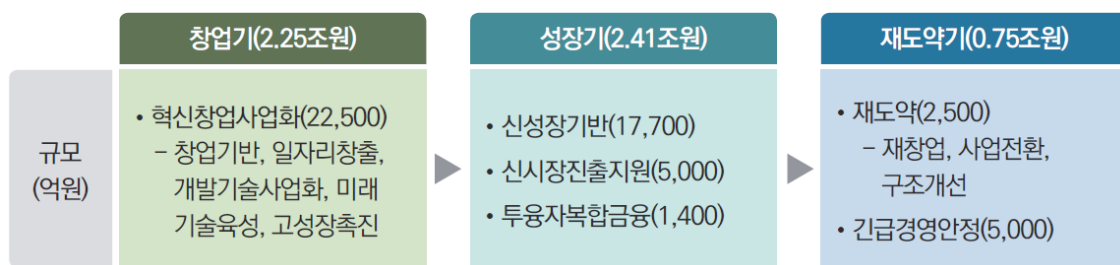 창업기(2.25조원)
성장기(2.41조원)
재도약기(0.75조원)
규모
(억원)
• 혁신창업사업화(22,500)
– 창업기반, 일자리창출,
개발기술사업화, 미래
기술육성, 고성장촉진
• 신성장기반(17,700)
• 신시장진출지원(5,000)
• 투융자복합금융(1,400)
• 재도약(2,500)
– 재창업, 사업전환,
구조개선
• 긴급경영안정(5,000)